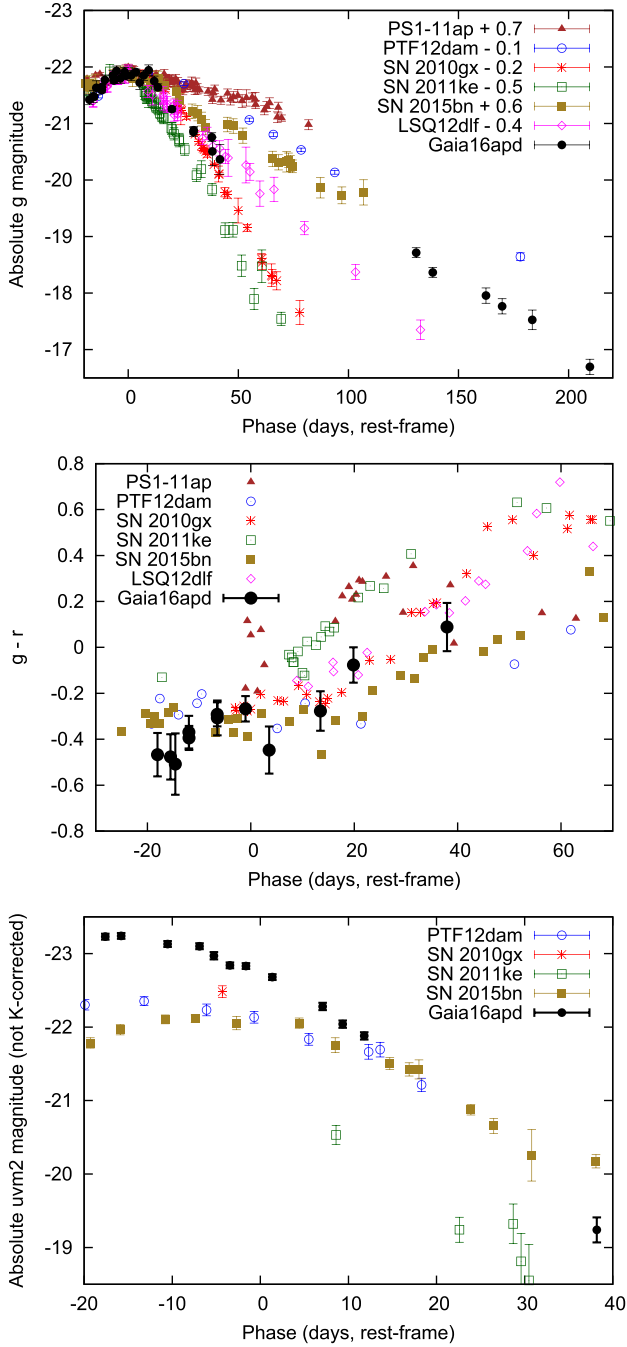 -22
-21
-20
-19
-18
-17
Absolute g magnitude
PS1-11ap + 0.7
PTF12dam - 0.1
SN 2010gx - 0.2
SN 2011ke - 0.5
SN 2015bn + 0.6
LSQ12dlf - 0.4
Gaia16apd
0 50 100 150 200
Phase (days, rest-frame)
0.8
0.6
0.4
0.2
0
-0.2
-0.4
-0.6
-0.8
g - r
PS1-11ap
PTF12dam
SN 2010gx
SN 2011ke
SN 2015bn
LSQ12dlf
Gaia16apd
-20 0 20 40 60
Phase (days, rest-frame)
-23
-22
-21
-20
-19
Absolute uvm2 magnitude (not K-corrected)
PTF12dam
SN 2010gx
SN 2011ke
SN 2015bn
Gaia16apd
-20 -10 0 10 20 30 40
Phase (days, rest-frame)